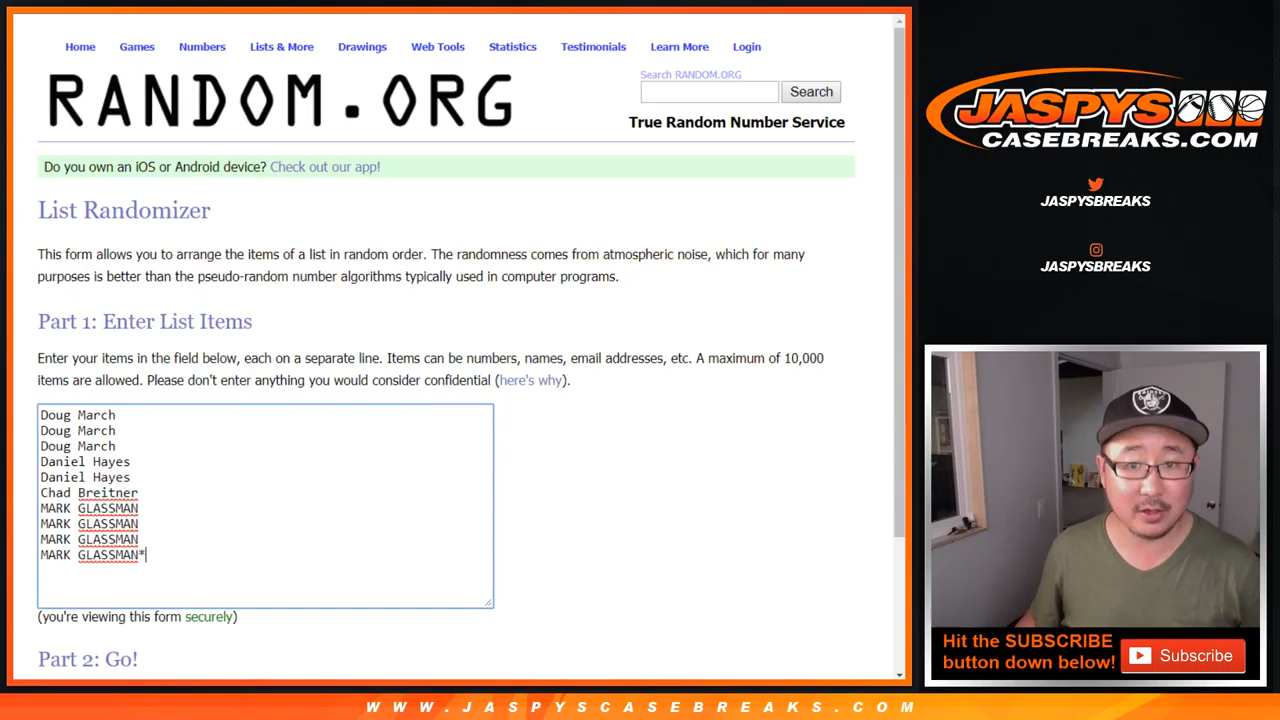 Home Games Numbers Lists & More Drawings Web Tools Statistics Testimonials Learn More Login
RANDOM.ORG
Search RANDOM.ORG
Search
True Random Number Service
Do you own an iOS or Android device? Check out our app!
List Randomizer
This form allows you to arrange the items of a list in random order. The randomness comes from atmospheric noise, which for many
purposes is better than the pseudo-random number algorithms typically used in computer programs.
Part 1: Enter List Items
Enter your items in the field below, each on a separate line. Items can be numbers, names, email addresses, etc. A maximum of 10,000
items are allowed. Please don't enter anything you would consider confidential (here's why).
Doug March
Doug March
Doug March
Daniel Hayes
Daniel Hayes
Chad Breitner
MARK GLASSMAN
MARK GLASSMAN
MARK GLASSMAN
MARK GLASSMAN*
(you're viewing this form securely)
Part 2: Go!
JASPYS
CASEBREAKS.COM
JASPYSBREAKS
JASPYSBREAKS
RAIDERS
Hit the SUBSCRIBE
button down below!
Subscribe
WWW.JASPYSCASEBREAKS.COM